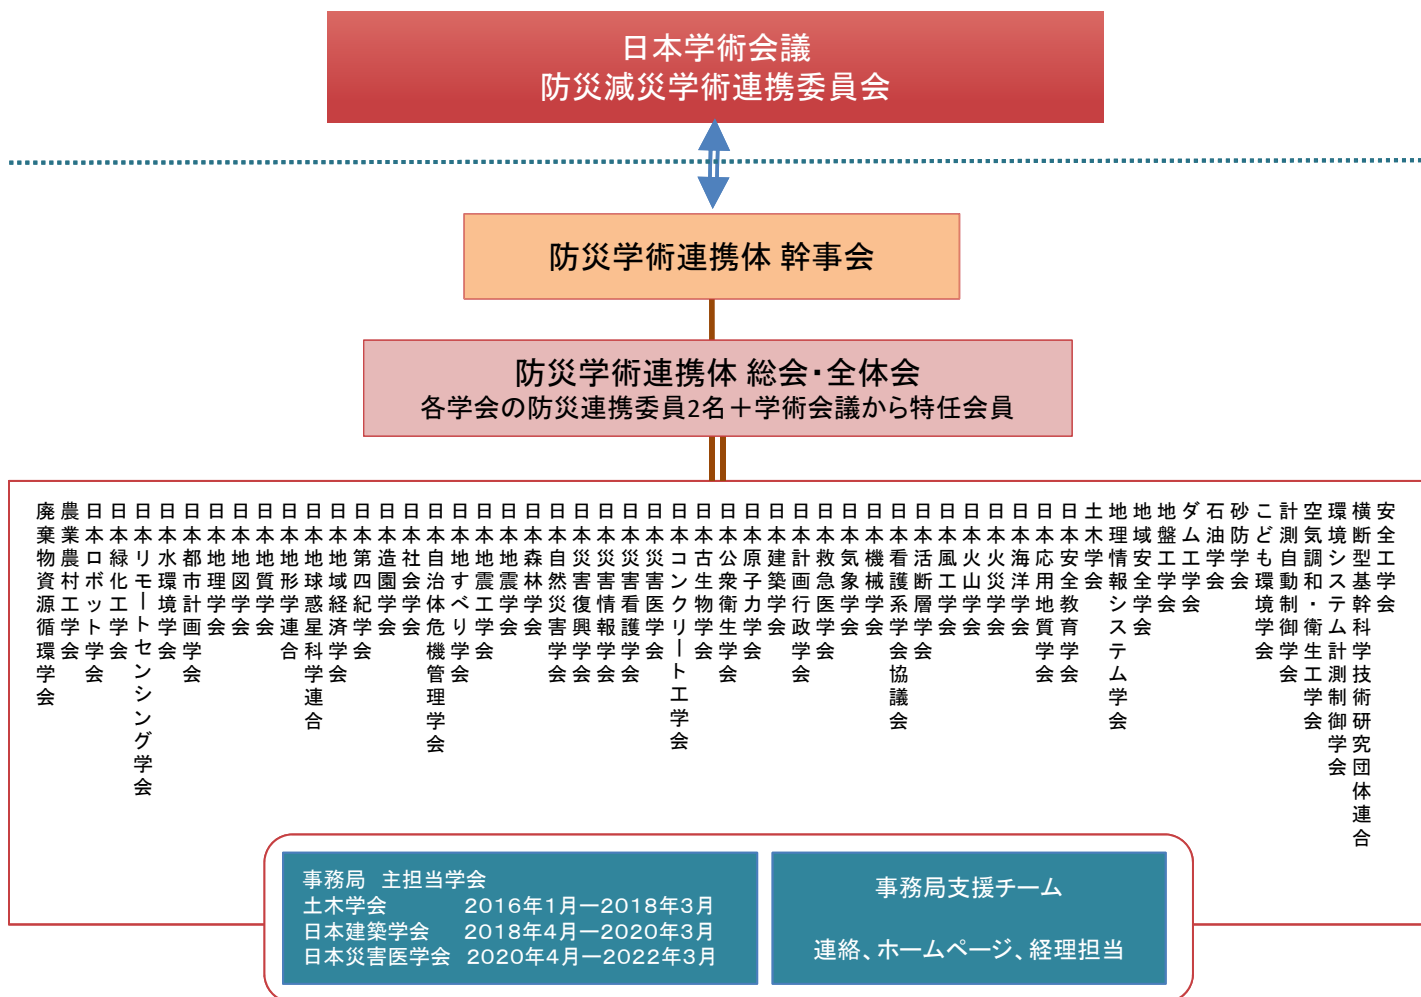 日本学術会議
防災減災学術連携委員会
防災学術連携体 幹事会
防災学術連携体 総会・全体会
各学会の防災連携委員2名＋学術会議から特任会員
安全工学会
横断型基幹科学技術研究団体連合
環境システム計測制御学会
空気調和・衛生工学会
計測自動制御学会
こども環境学会
砂防学会
石油学会
ダム工学会
地盤工学会
地域安全学会
地理情報システム学会
土木学会
日本安全教育学会
日本応用地質学会
日本海洋学会
日本火災学会
日本火山学会
日本風工学会
日本活断層学会
日本看護系学会協議会
日本機械学会
日本気象学会
日本救急医学会
日本計画行政学会
日本建築学会
日本原子力学会
日本公衆衛生学会
日本古生物学会
日本コンクリート工学会
日本災害医学会
日本災害看護学会
日本災害情報学会
日本災害復興学会
日本自然災害学会
日本森林学会
日本地震学会
日本地震工学会
日本地すべり学会
日本自治体危機管理学会
日本社会学会
日本造園学会
日本第四紀学会
日本地域経済学会
日本地球惑星科学連合
日本地形学連合
日本地質学会
日本地図学会
日本地理学会
日本都市計画学会
日本水環境学会
日本リモートセンシング学会
日本緑化工学会
日本ロボット学会
農業農村工学会
廃棄物資源循環学会
事務局 主担当学会
土木学会 2016年1月―2018年3月
日本建築学会 2018年4月―2020年3月
日本災害医学会 2020年4月―2022年3月
事務局支援チーム
連絡、ホームページ、経理担当